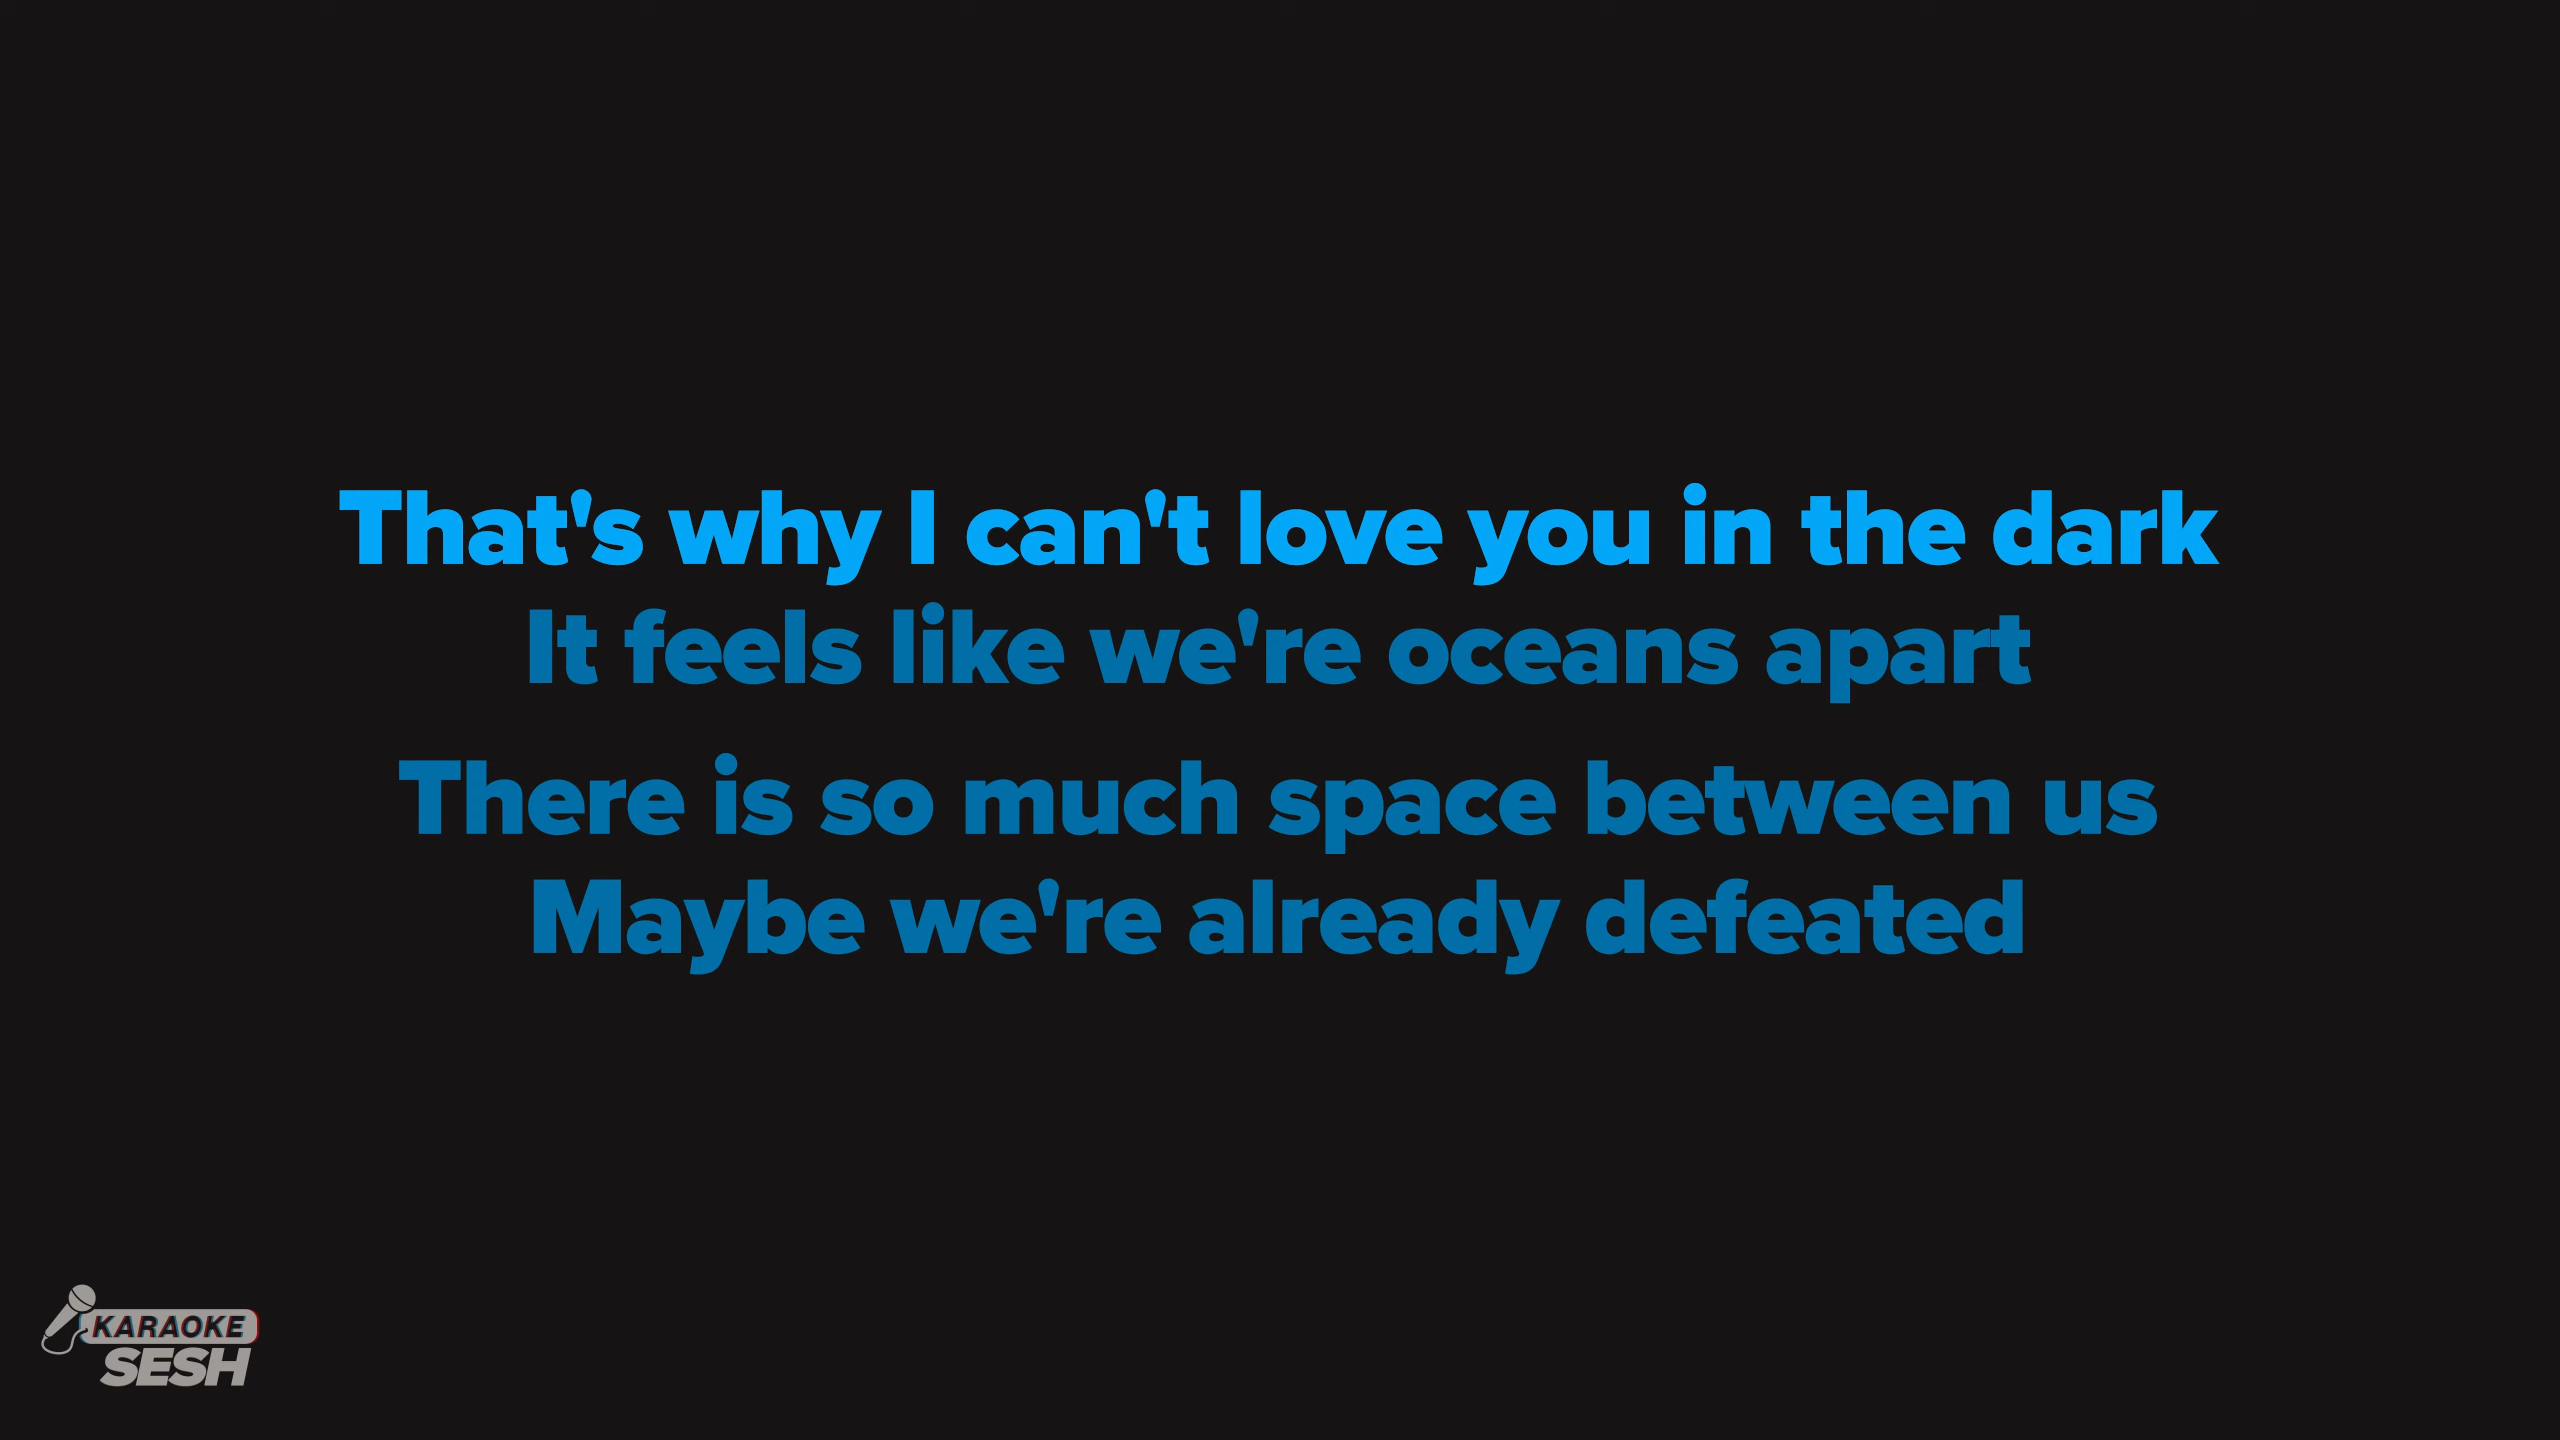 That's why I can't love you in the dark
It feels like we're oceans apart
There is so much space between us
Maybe we're already defeated
KARAOKE
SESH